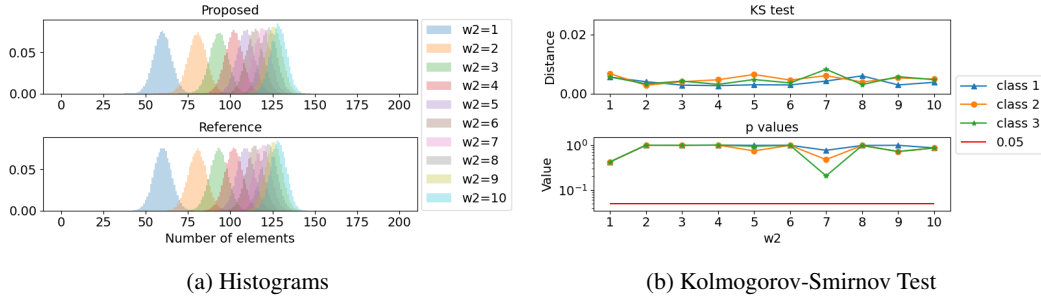 Proposed
0.05
0.00
0 25 50 75 100 125 150 175 200
Reference
0.05
0.00
0 25 50 75 100 125 150 175 200
Number of elements
w2=1
w2=2
w2=3
w2=4
w2=5
w2=6
w2=7
w2=8
w2=9
w2=10
(a) Histograms
KS test
Distance
0.02
0.00
1 2 3 4 5 6 7 8 9 10
p values
Value
10⁰
10⁻¹
1 2 3 4 5 6 7 8 9 10
w2
class 1
class 2
class 3
0.05
(b) Kolmogorov-Smirnov Test